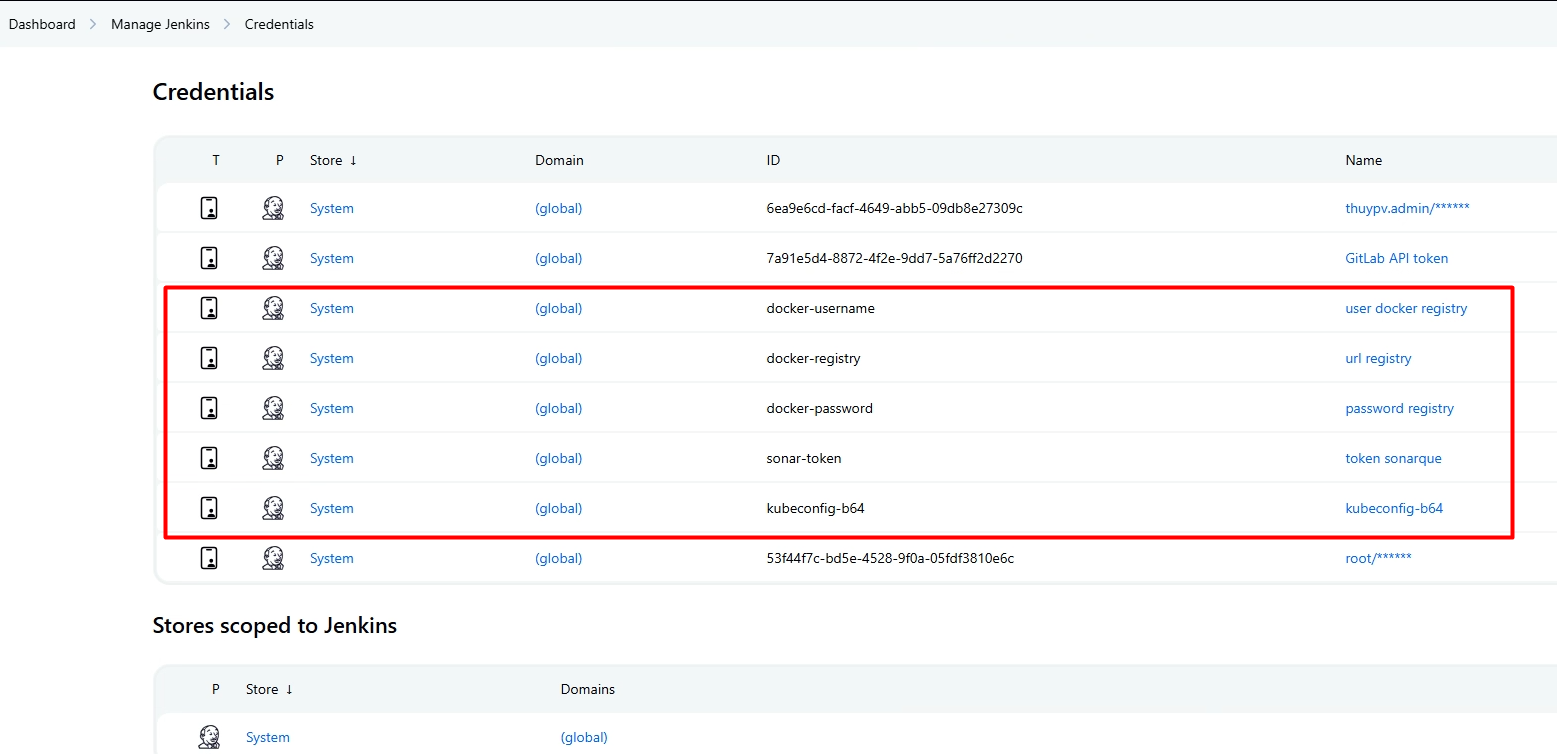 Dashboard > Manage Jenkins > Credentials
Credentials
T P Store ↓ Domain ID Name
System (global) 6ea9e6cd-facf-4649-abb5-09db8e27309c thuypv.admin/******
System (global) 7a91e5d4-8872-4f2e-9dd7-5a76ff2d2270 GitLab API token
System (global) docker-username user docker registry
System (global) docker-registry url registry
System (global) docker-password password registry
System (global) sonar-token token sonarque
System (global) kubeconfig-b64 kubeconfig-b64
System (global) 53f44f7c-bd5e-4528-9f0a-05fdf3810e6c root/******
Stores scoped to Jenkins
P Store ↓ Domains
System (global)